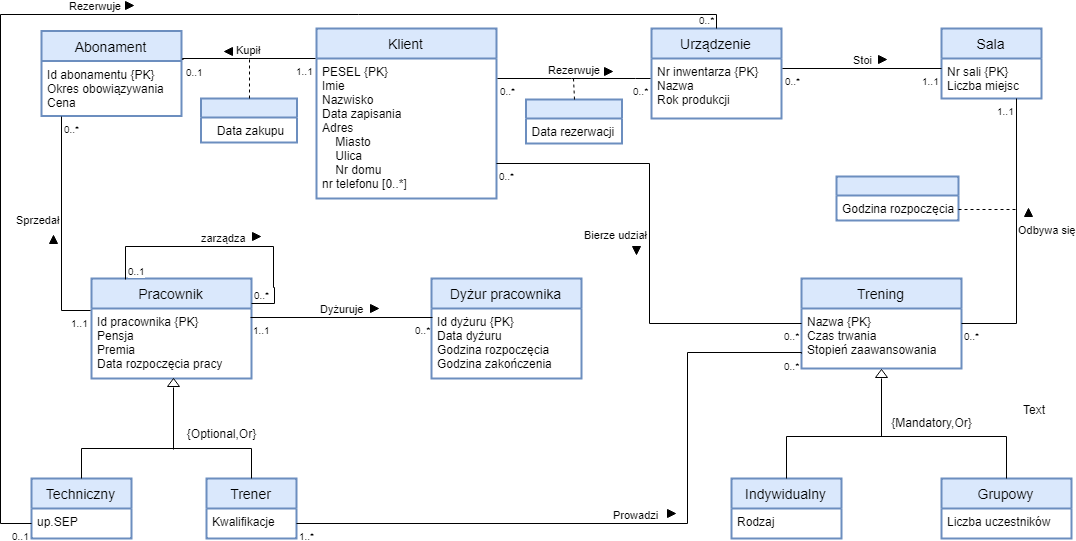 Rezerwuje ▶
0..*
Abonament
Id abonamentu {PK}
Okres obowiązywania
Cena
◀ Kupił
0..1
1..1
Data zakupu
Klient
PESEL {PK}
Imie
Nazwisko
Data zapisania
Adres
Miasto
Ulica
Nr domu
nr telefonu [0..*]
Rezerwuje ▶
0..*
0..*
Data rezerwacji
Urządzenie
Nr inwentarza {PK}
Nazwa
Rok produkcji
Stoi ▶
0..*
1..1
Sala
Nr sali {PK}
Liczba miejsc
1..1
0..*
0..*
Godzina rozpoczęcia
Sprzedał
▲
Bierze udział
▼
▲
Odbywa się
zarządza ▶
0..1
0..*
Pracownik
Id pracownika {PK}
Pensja
Premia
Data rozpoczęcia pracy
1..1
Dyżuruje ▶
1..1
0..*
Dyżur pracownika
Id dyżuru {PK}
Data dyżuru
Godzina rozpoczęcia
Godzina zakończenia
Trening
Nazwa {PK}
Czas trwania
Stopień zaawansowania
0..*
0..*
0..*
Text
{Optional,Or}
{Mandatory,Or}
Techniczny
up.SEP
0..1
Trener
Kwalifikacje
1..*
Prowadzi ▶
Indywidualny
Rodzaj
Grupowy
Liczba uczestników